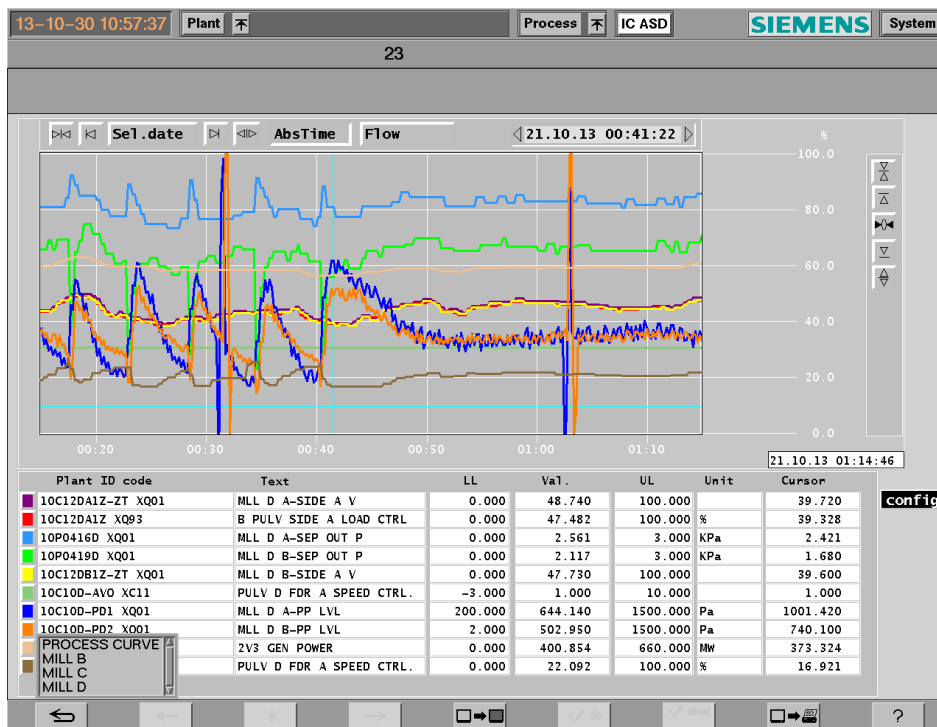 13-10-30 10:57:37 Plant Process IC ASD SIEMENS System
23
Sel.date AbsTime Flow 21.10.13 00:41:22 %
100.0
80.0
60.0
40.0
20.0
0.0
00:20 00:30 00:40 00:50 01:00 01:10
21.10.13 01:14:46
Plant ID code Text LL Val. UL Unit Cursor
10C12DA1Z-ZT XQ01 MLL D A-SIDE A V 0.000 48.740 100.000 39.720
config
10C12DA1Z XQ93 B PULV SIDE A LOAD CTRL 0.000 47.482 100.000 % 39.328
10P0416D XQ01 MLL D A-SEP OUT P 0.000 2.561 3.000 KPa 2.421
10P0419D XQ01 MLL D B-SEP OUT P 0.000 2.117 3.000 KPa 1.680
10C12DB1Z-ZT XQ01 MLL D B-SIDE A V 0.000 47.730 100.000 39.600
10C10D-AVO XC11 PULV D FDR A SPEED CTRL. -3.000 1.000 10.000 1.000
10C10D-PD1 XQ01 MLL D A-PP LVL 200.000 644.140 1500.000 Pa 1001.420
10C10D-PD2 XQ01 MLL D B-PP LVL 2.000 502.950 1500.000 Pa 740.100
PROCESS CURVE 2V3 GEN POWER 0.000 400.854 660.000 MW 373.324
MILL B
MILL C PULV D FDR A SPEED CTRL. 0.000 22.092 100.000 % 16.921
MILL D
?